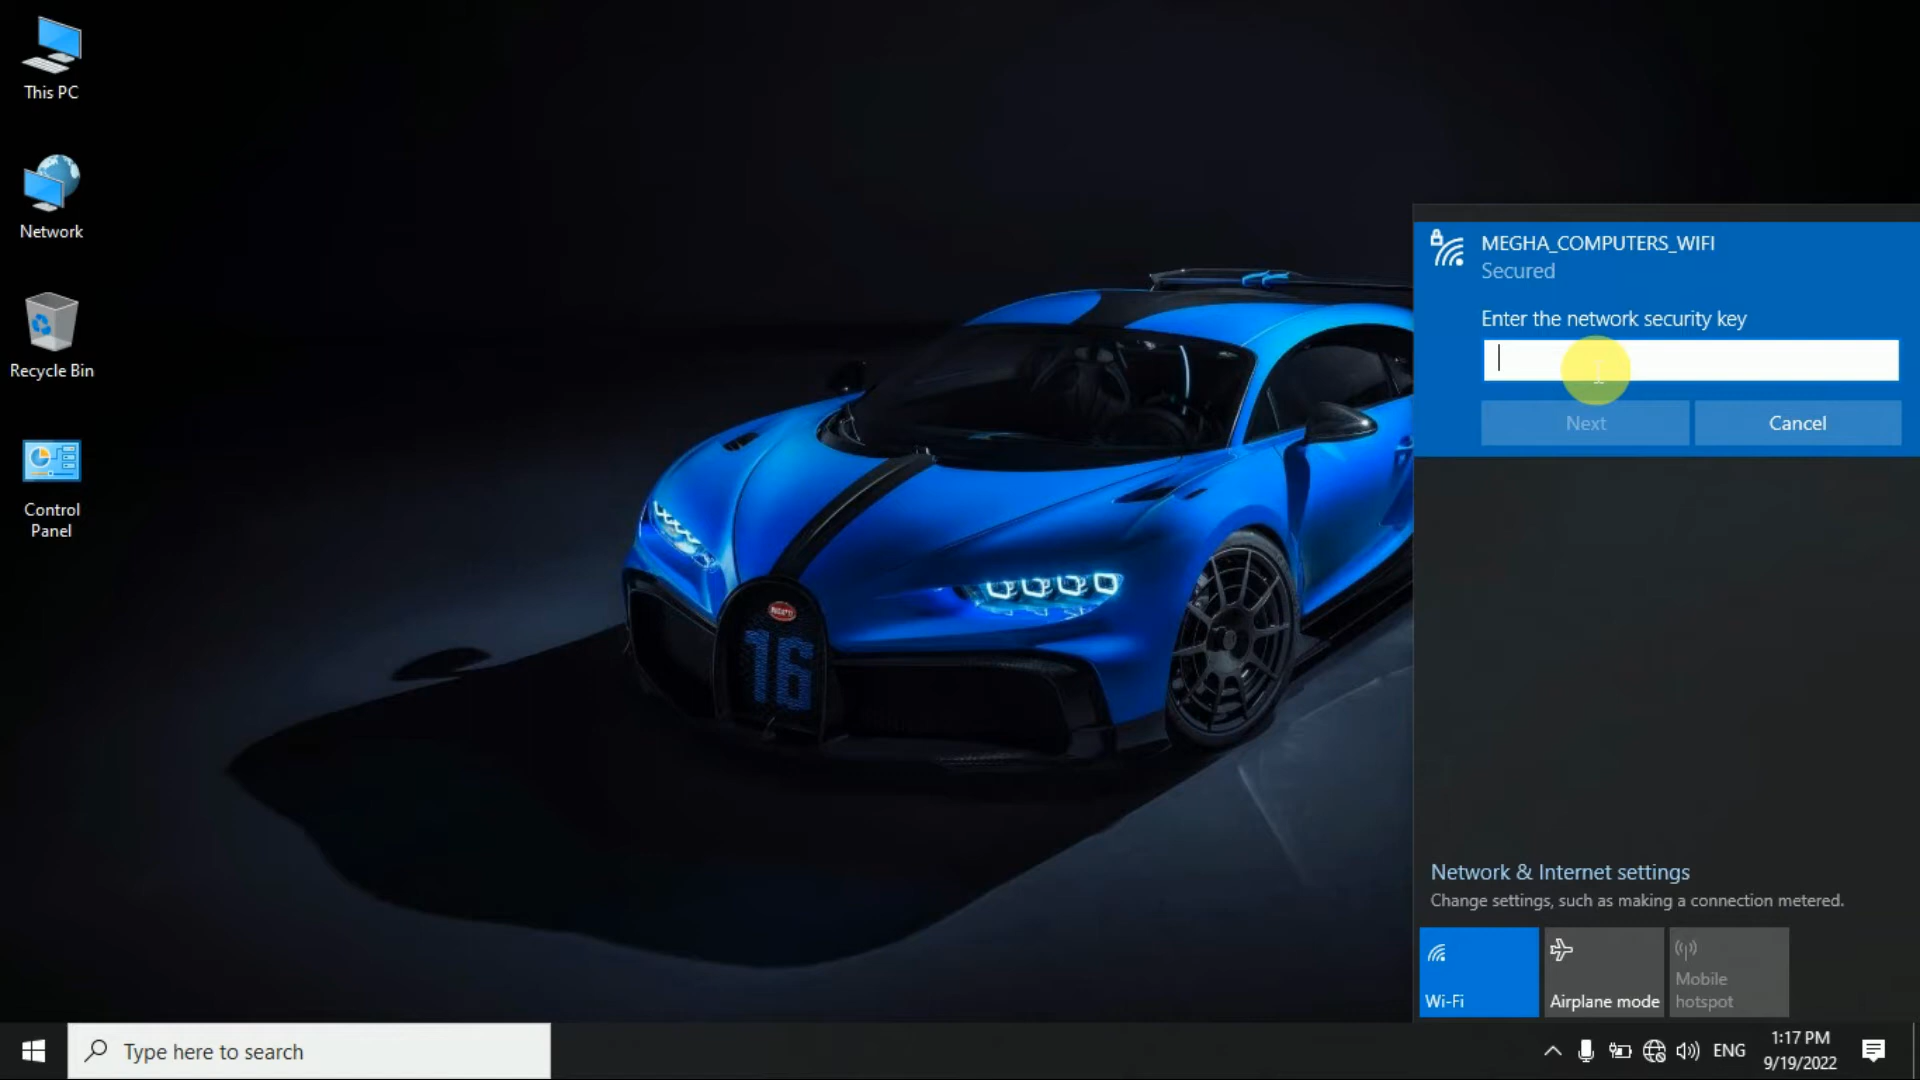 This PC
Network
Recycle Bin
Control
Panel
16
MEGHA_COMPUTERS_WIFI
Secured
Enter the network security key
Next
Cancel
Network & Internet settings
Change settings, such as making a connection metered.
Wi-Fi
Airplane mode
Mobile
hotspot
Type here to search
ENG
1:17 PM
9/19/2022